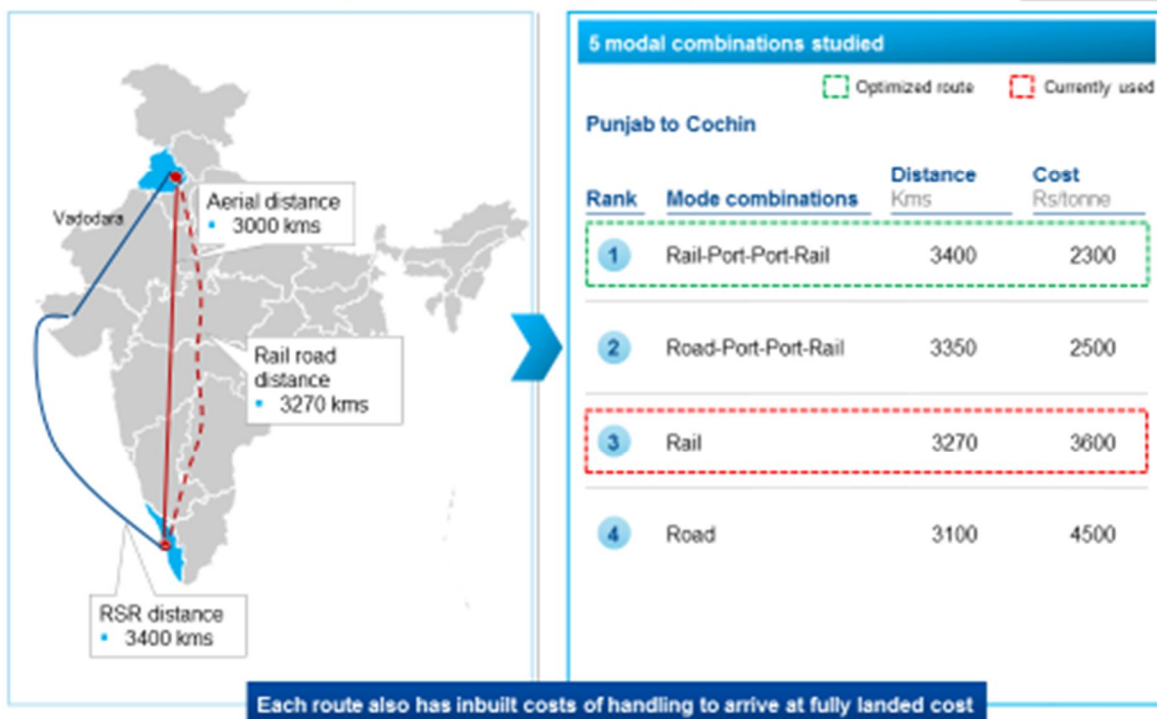 Vadodara
Aerial distance
▪ 3000 kms
Rail road
distance
▪ 3270 kms
RSR distance
▪ 3400 kms
5 modal combinations studied
Optimized route Currently used
Punjab to Cochin
Distance Cost
Rank Mode combinations Kms Rs/tonne
1 Rail-Port-Port-Rail 3400 2300
2 Road-Port-Port-Rail 3350 2500
3 Rail 3270 3600
4 Road 3100 4500
Each route also has inbuilt costs of handling to arrive at fully landed cost